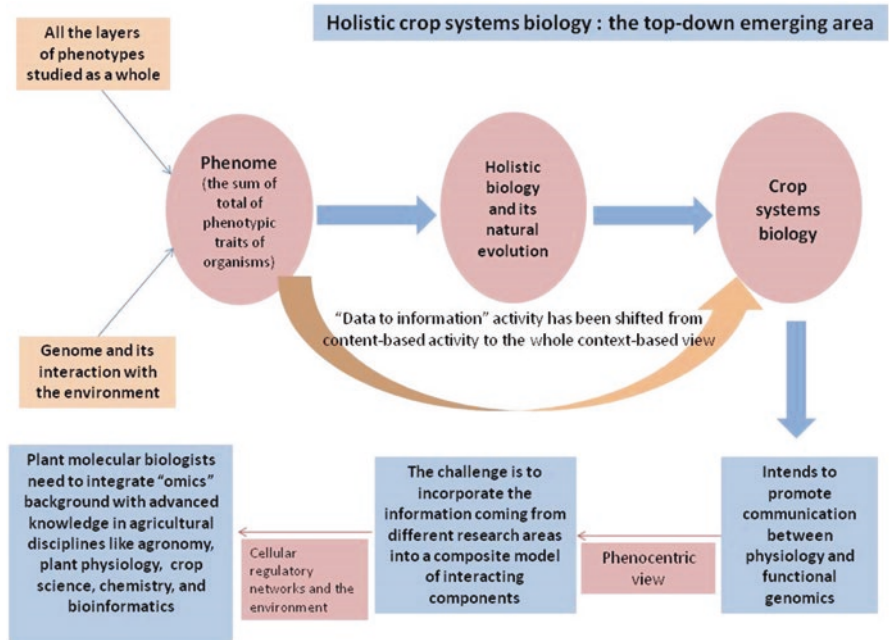 Holistic crop systems biology : the top-down emerging area
All the layers
of phenotypes
studied as a whole
Phenome
(the sum of
total of
phenotypic
traits of
organisms)
Holistic
biology
and its
natural
evolution
Crop
systems
biology
"Data to information" activity has been shifted from
content-based activity to the whole context-based view
Genome and its
interaction with
the environment
Plant molecular biologists
need to integrate "omics"
background with advanced
knowledge in agricultural
disciplines like agronomy,
plant physiology, crop
science, chemistry, and
bioinformatics
Cellular
regulatory
networks and the
environment
The challenge is to
incorporate the
information coming from
different research areas
into a composite model
of interacting
components
Phenocentric
view
Intends to
promote
communication
between
physiology and
functional
genomics